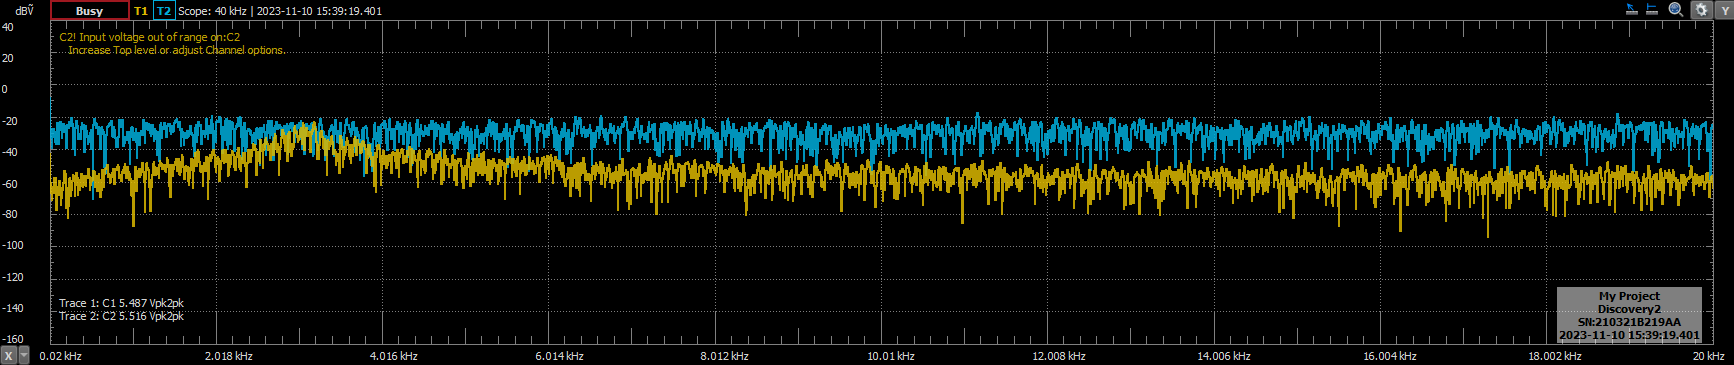 dBṼ Busy T1 T2 Scope: 40 kHz | 2023-11-10 15:39:19.401 Y
40
C2! Input voltage out of range on:C2
Increase Top level or adjust Channel options.
20
0
-20
-40
-60
-80
-100
-120
-140
-160
Trace 1: C1 5.487 Vpk2pk
Trace 2: C2 5.516 Vpk2pk
My Project
Discovery2
SN:210321B219AA
2023-11-10 15:39:19.401
X 0.02 kHz 2.018 kHz 4.016 kHz 6.014 kHz 8.012 kHz 10.01 kHz 12.008 kHz 14.006 kHz 16.004 kHz 18.002 kHz 20 kHz